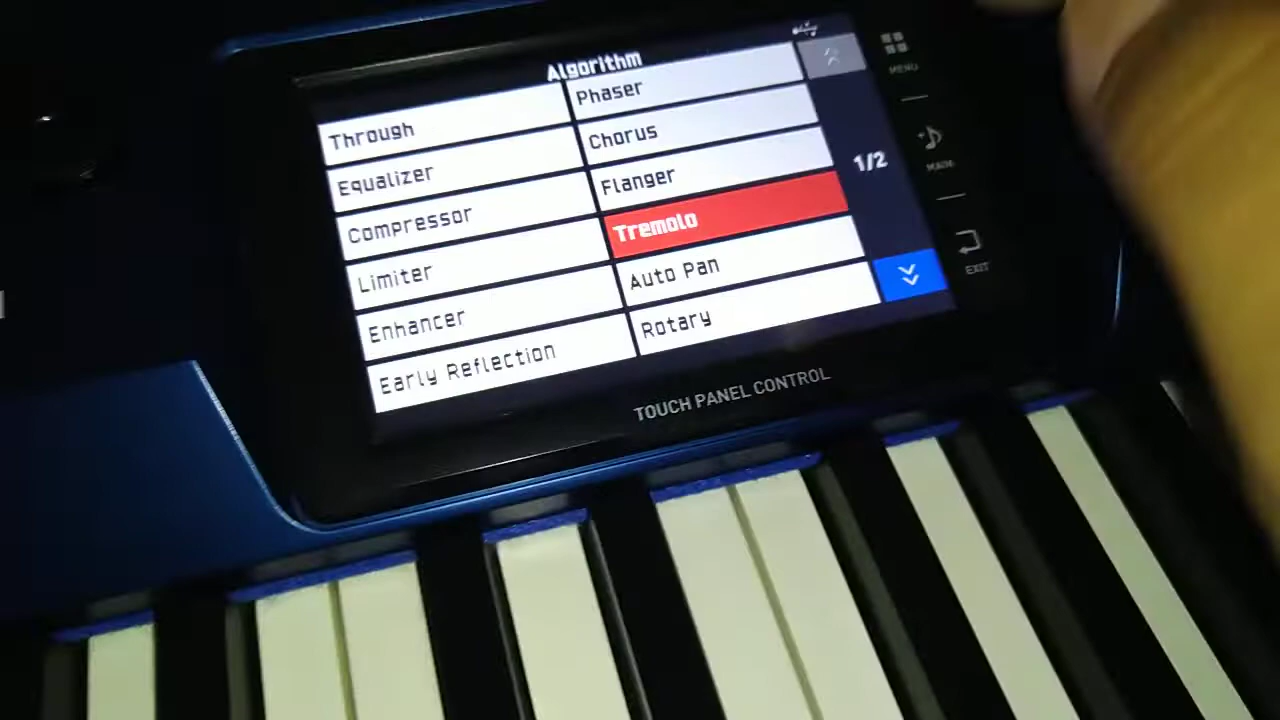 Algorithm
Through
Equalizer
Compressor
Limiter
Enhancer
Early Reflection
Phaser
Chorus
Flanger
Tremolo
Auto Pan
Rotary
1/2
MENU
MAIN
EXIT
TOUCH PANEL CONTROL